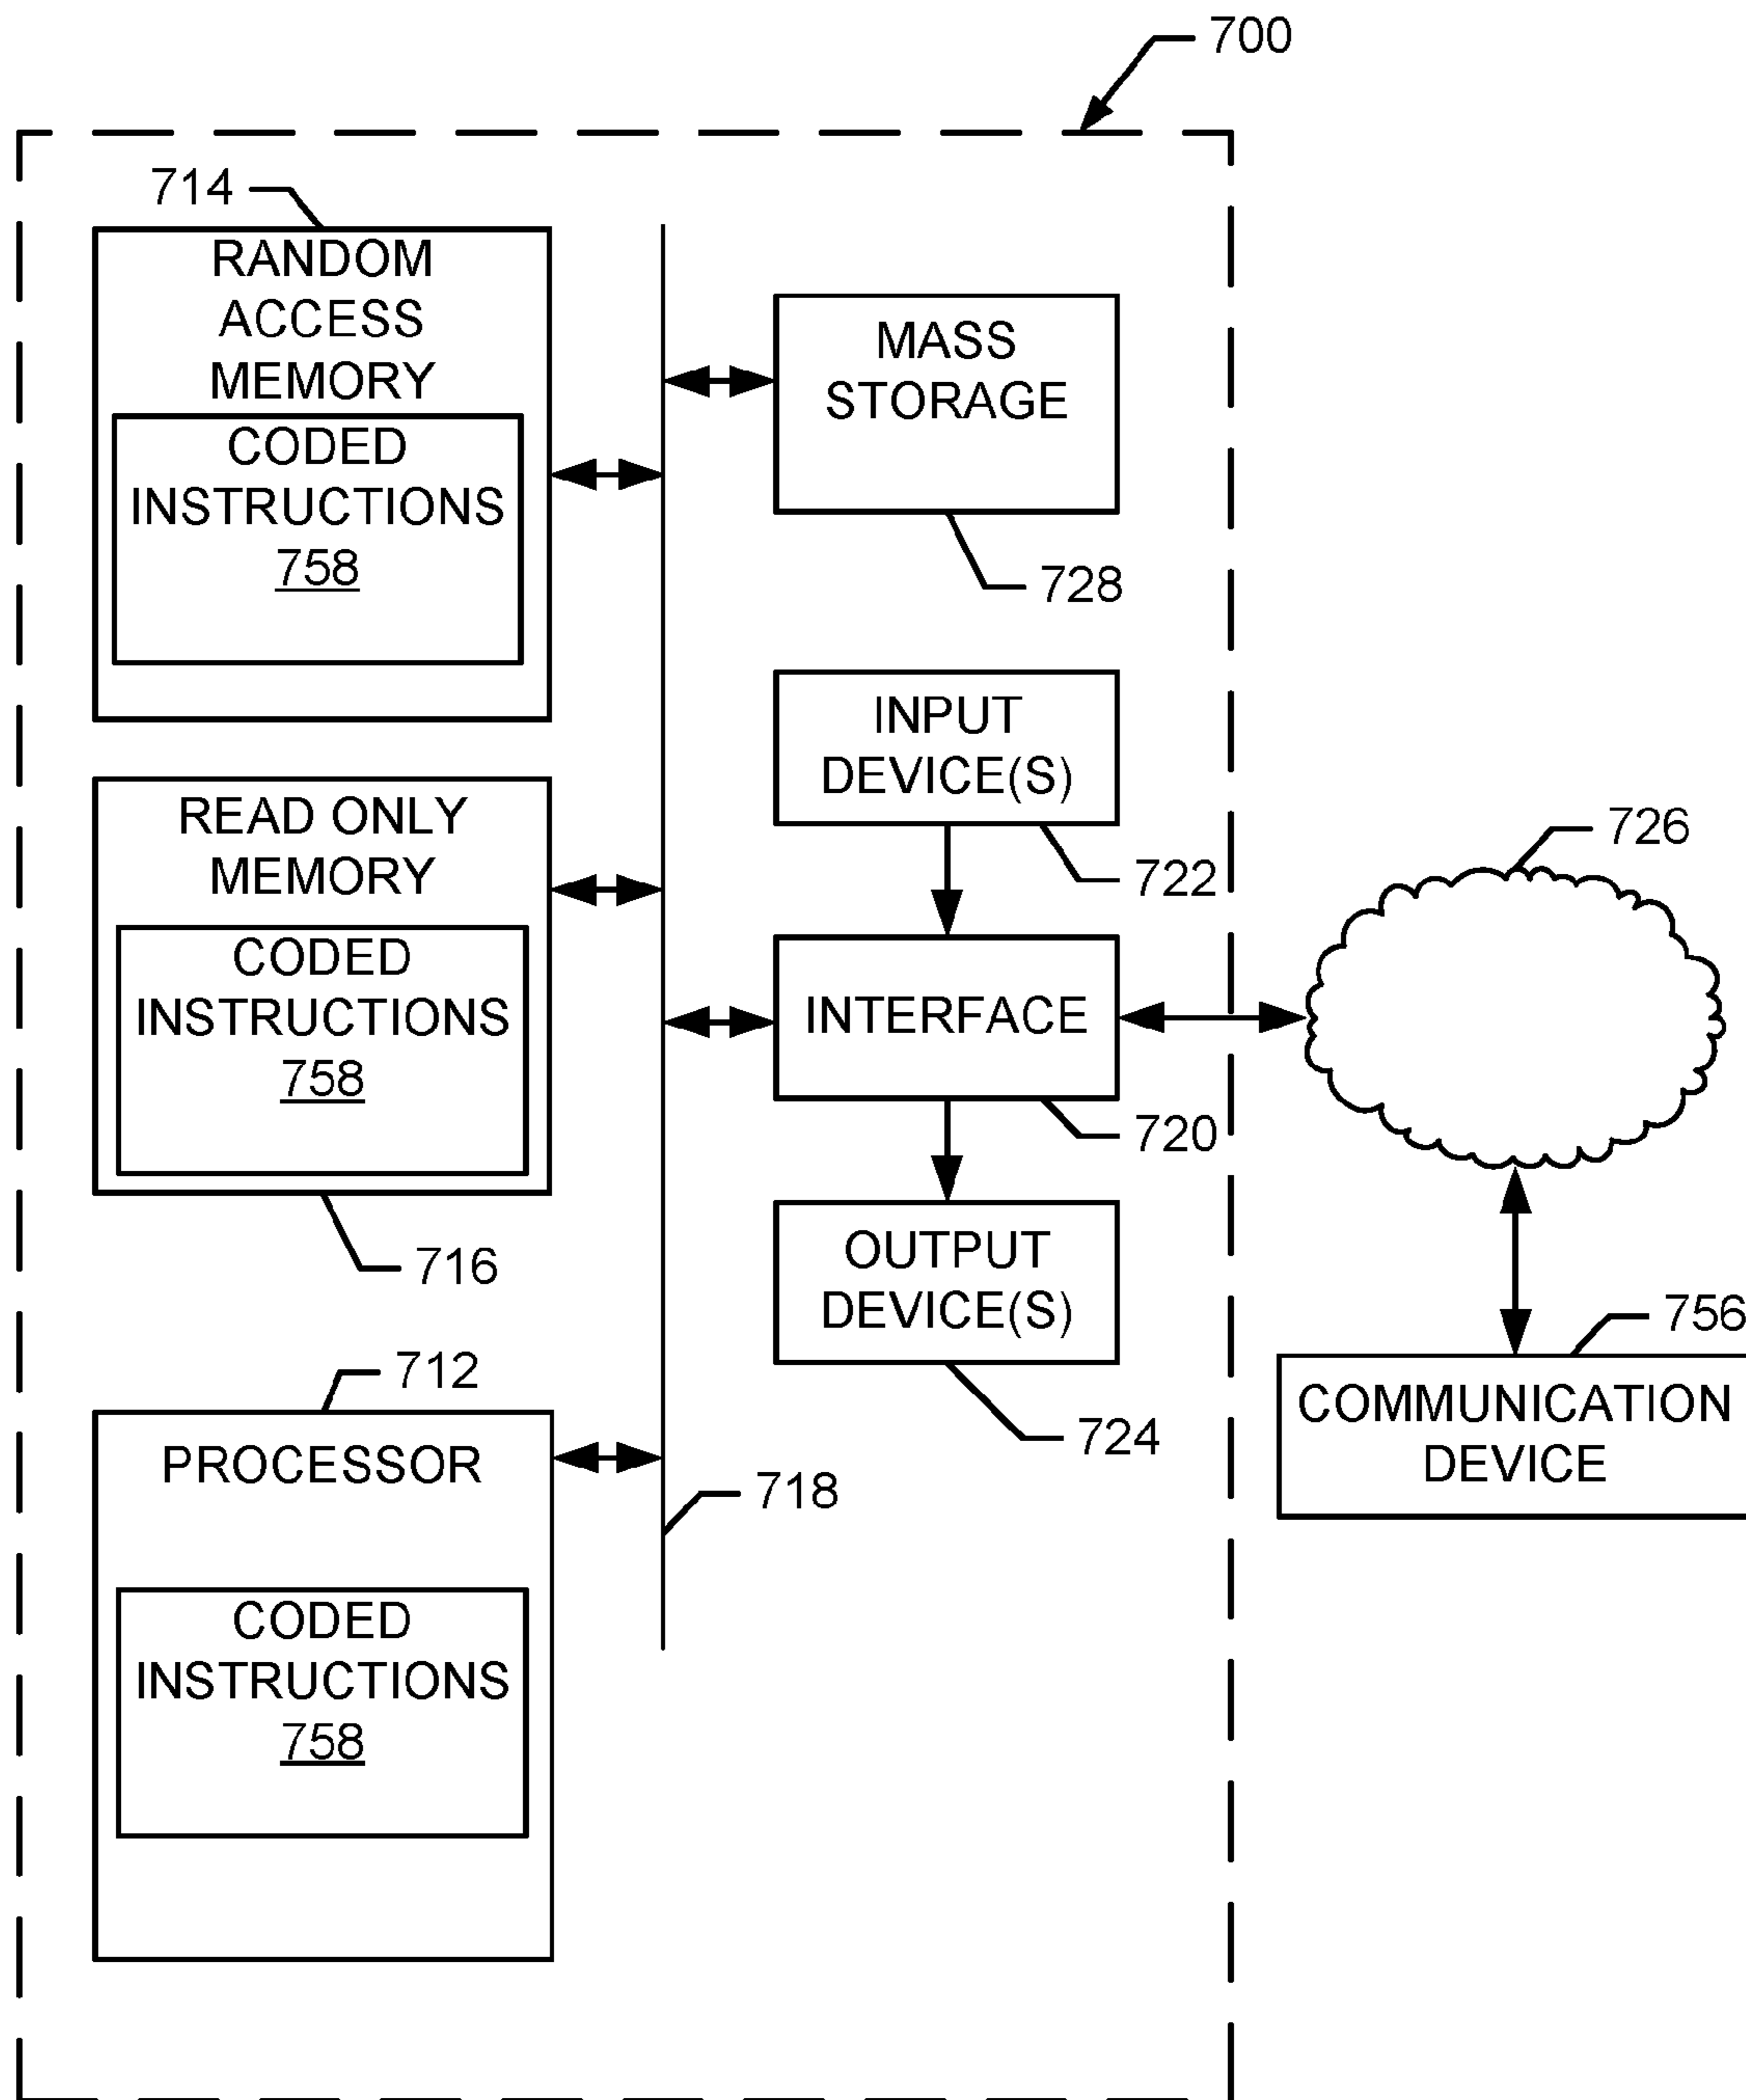 700
714
RANDOM
ACCESS
MEMORY
CODED
INSTRUCTIONS
758
MASS
STORAGE
728
INPUT
DEVICE(S)
722
READ ONLY
MEMORY
CODED
INSTRUCTIONS
758
716
INTERFACE
720
726
OUTPUT
DEVICE(S)
724
756
COMMUNICATION
DEVICE
712
PROCESSOR
718
CODED
INSTRUCTIONS
758